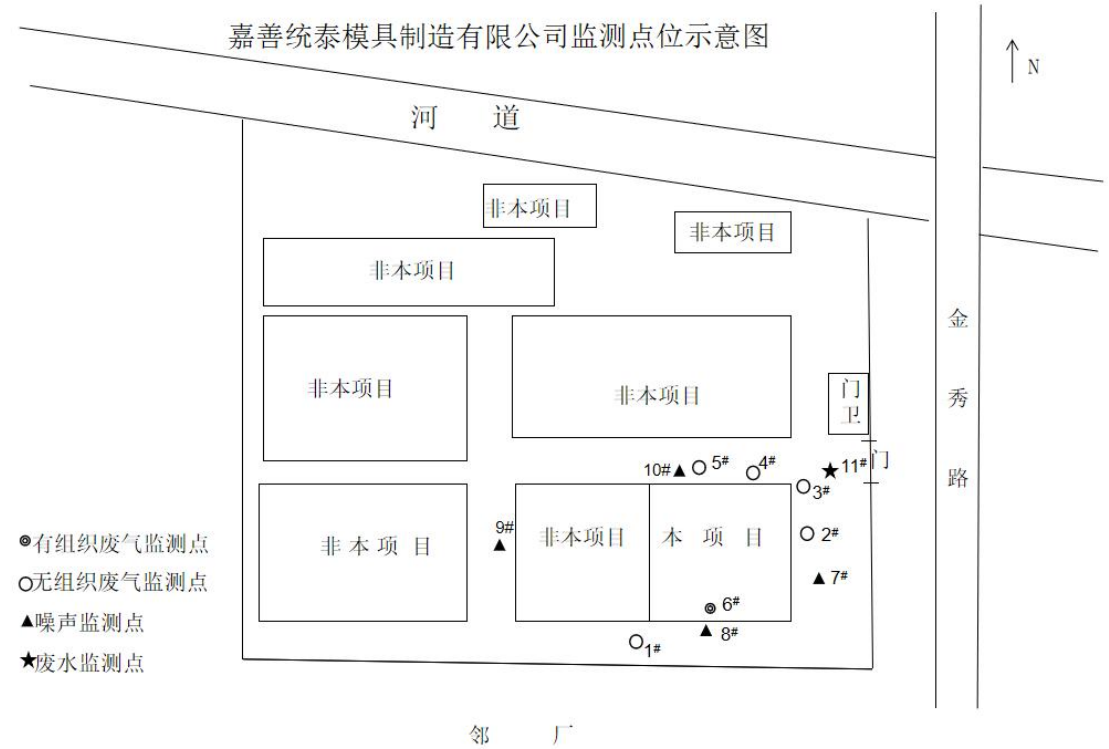 嘉善统泰模具制造有限公司监测点位示意图
N
河 道
非本项目
非本项目
非本项目
金秀路
非本项目
非本项目
门卫
门
10#
5#
4#
11#
3#
9#
非本项目
非本项目
本项目
2#
7#
6#
8#
1#
有组织废气监测点
无组织废气监测点
噪声监测点
废水监测点
邻 厂